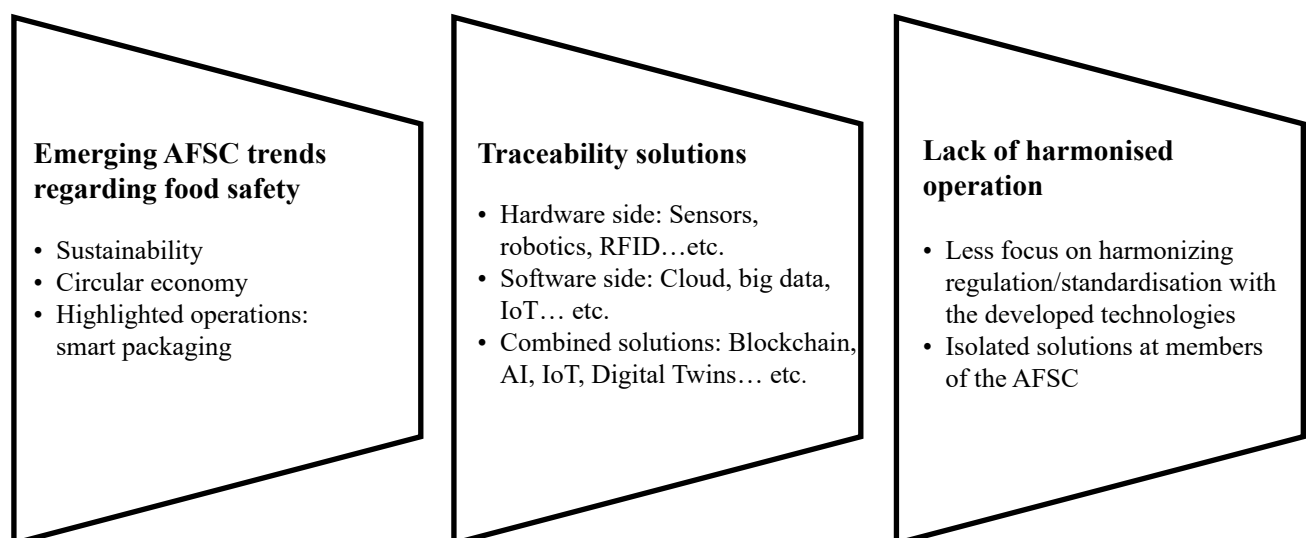 Emerging AFSC trends
regarding food safety
• Sustainability
• Circular economy
• Highlighted operations:
smart packaging
Traceability solutions
• Hardware side: Sensors,
robotics, RFID…etc.
• Software side: Cloud, big data,
IoT… etc.
• Combined solutions: Blockchain,
AI, IoT, Digital Twins… etc.
Lack of harmonised
operation
• Less focus on harmonizing
regulation/standardisation with
the developed technologies
• Isolated solutions at members
of the AFSC